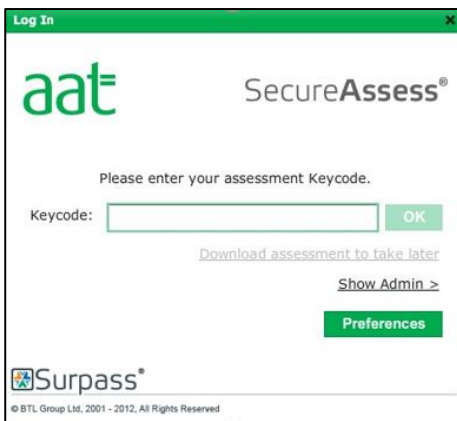 Log In
aat
SecureAssess®
Please enter your assessment Keycode.
Keycode:
OK
Download assessment to take later
Show Admin >
Preferences
Surpass®
© BTL Group Ltd, 2001 - 2012, All Rights Reserved